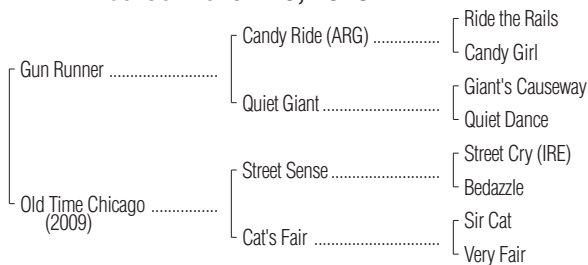 Gun Runner ........................
Candy Ride (ARG) ...............
Ride the Rails
Candy Girl
Quiet Giant ..........................
Giant's Causeway
Quiet Dance
Old Time Chicago .................
(2009)
Street Sense ........................
Street Cry (IRE)
Bedazzle
Cat's Fair ............................
Sir Cat
Very Fair